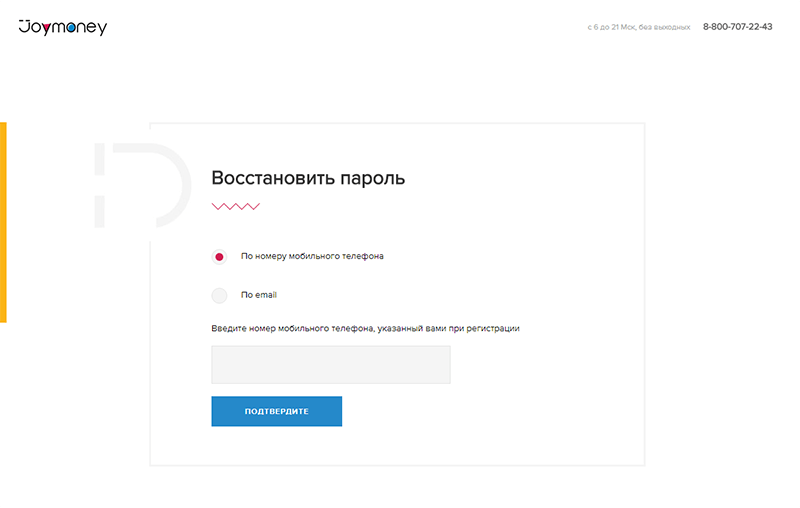 Joymoney
с 6 до 21 Мск, без выходных 8-800-707-22-43
Восстановить пароль
По номеру мобильного телефона
По email
Введите номер мобильного телефона, указанный вами при регистрации
ПОДТВЕРДИТЕ